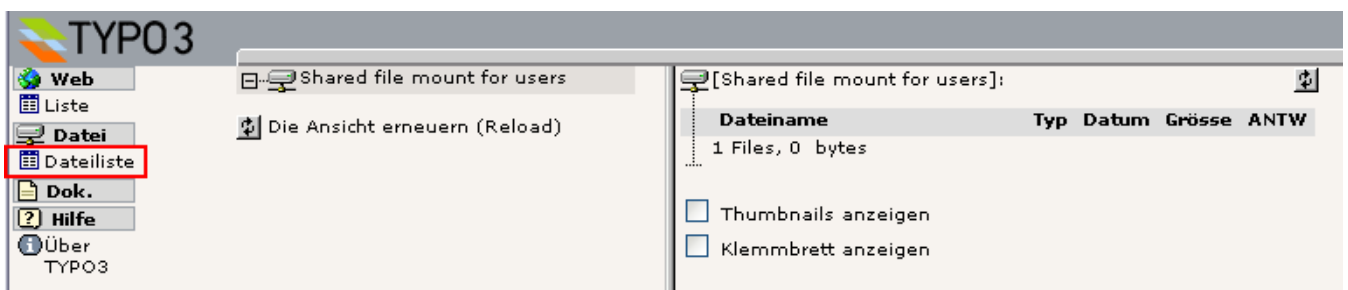 TYPO3
Web
Liste
Datei
Dateiliste
Dok.
Hilfe
Über
TYPO3
Shared file mount for users
Die Ansicht erneuern (Reload)
[Shared file mount for users]:
Dateiname Typ Datum Grösse ANTW
1 Files, 0 bytes
Thumbnails anzeigen
Klemmbrett anzeigen